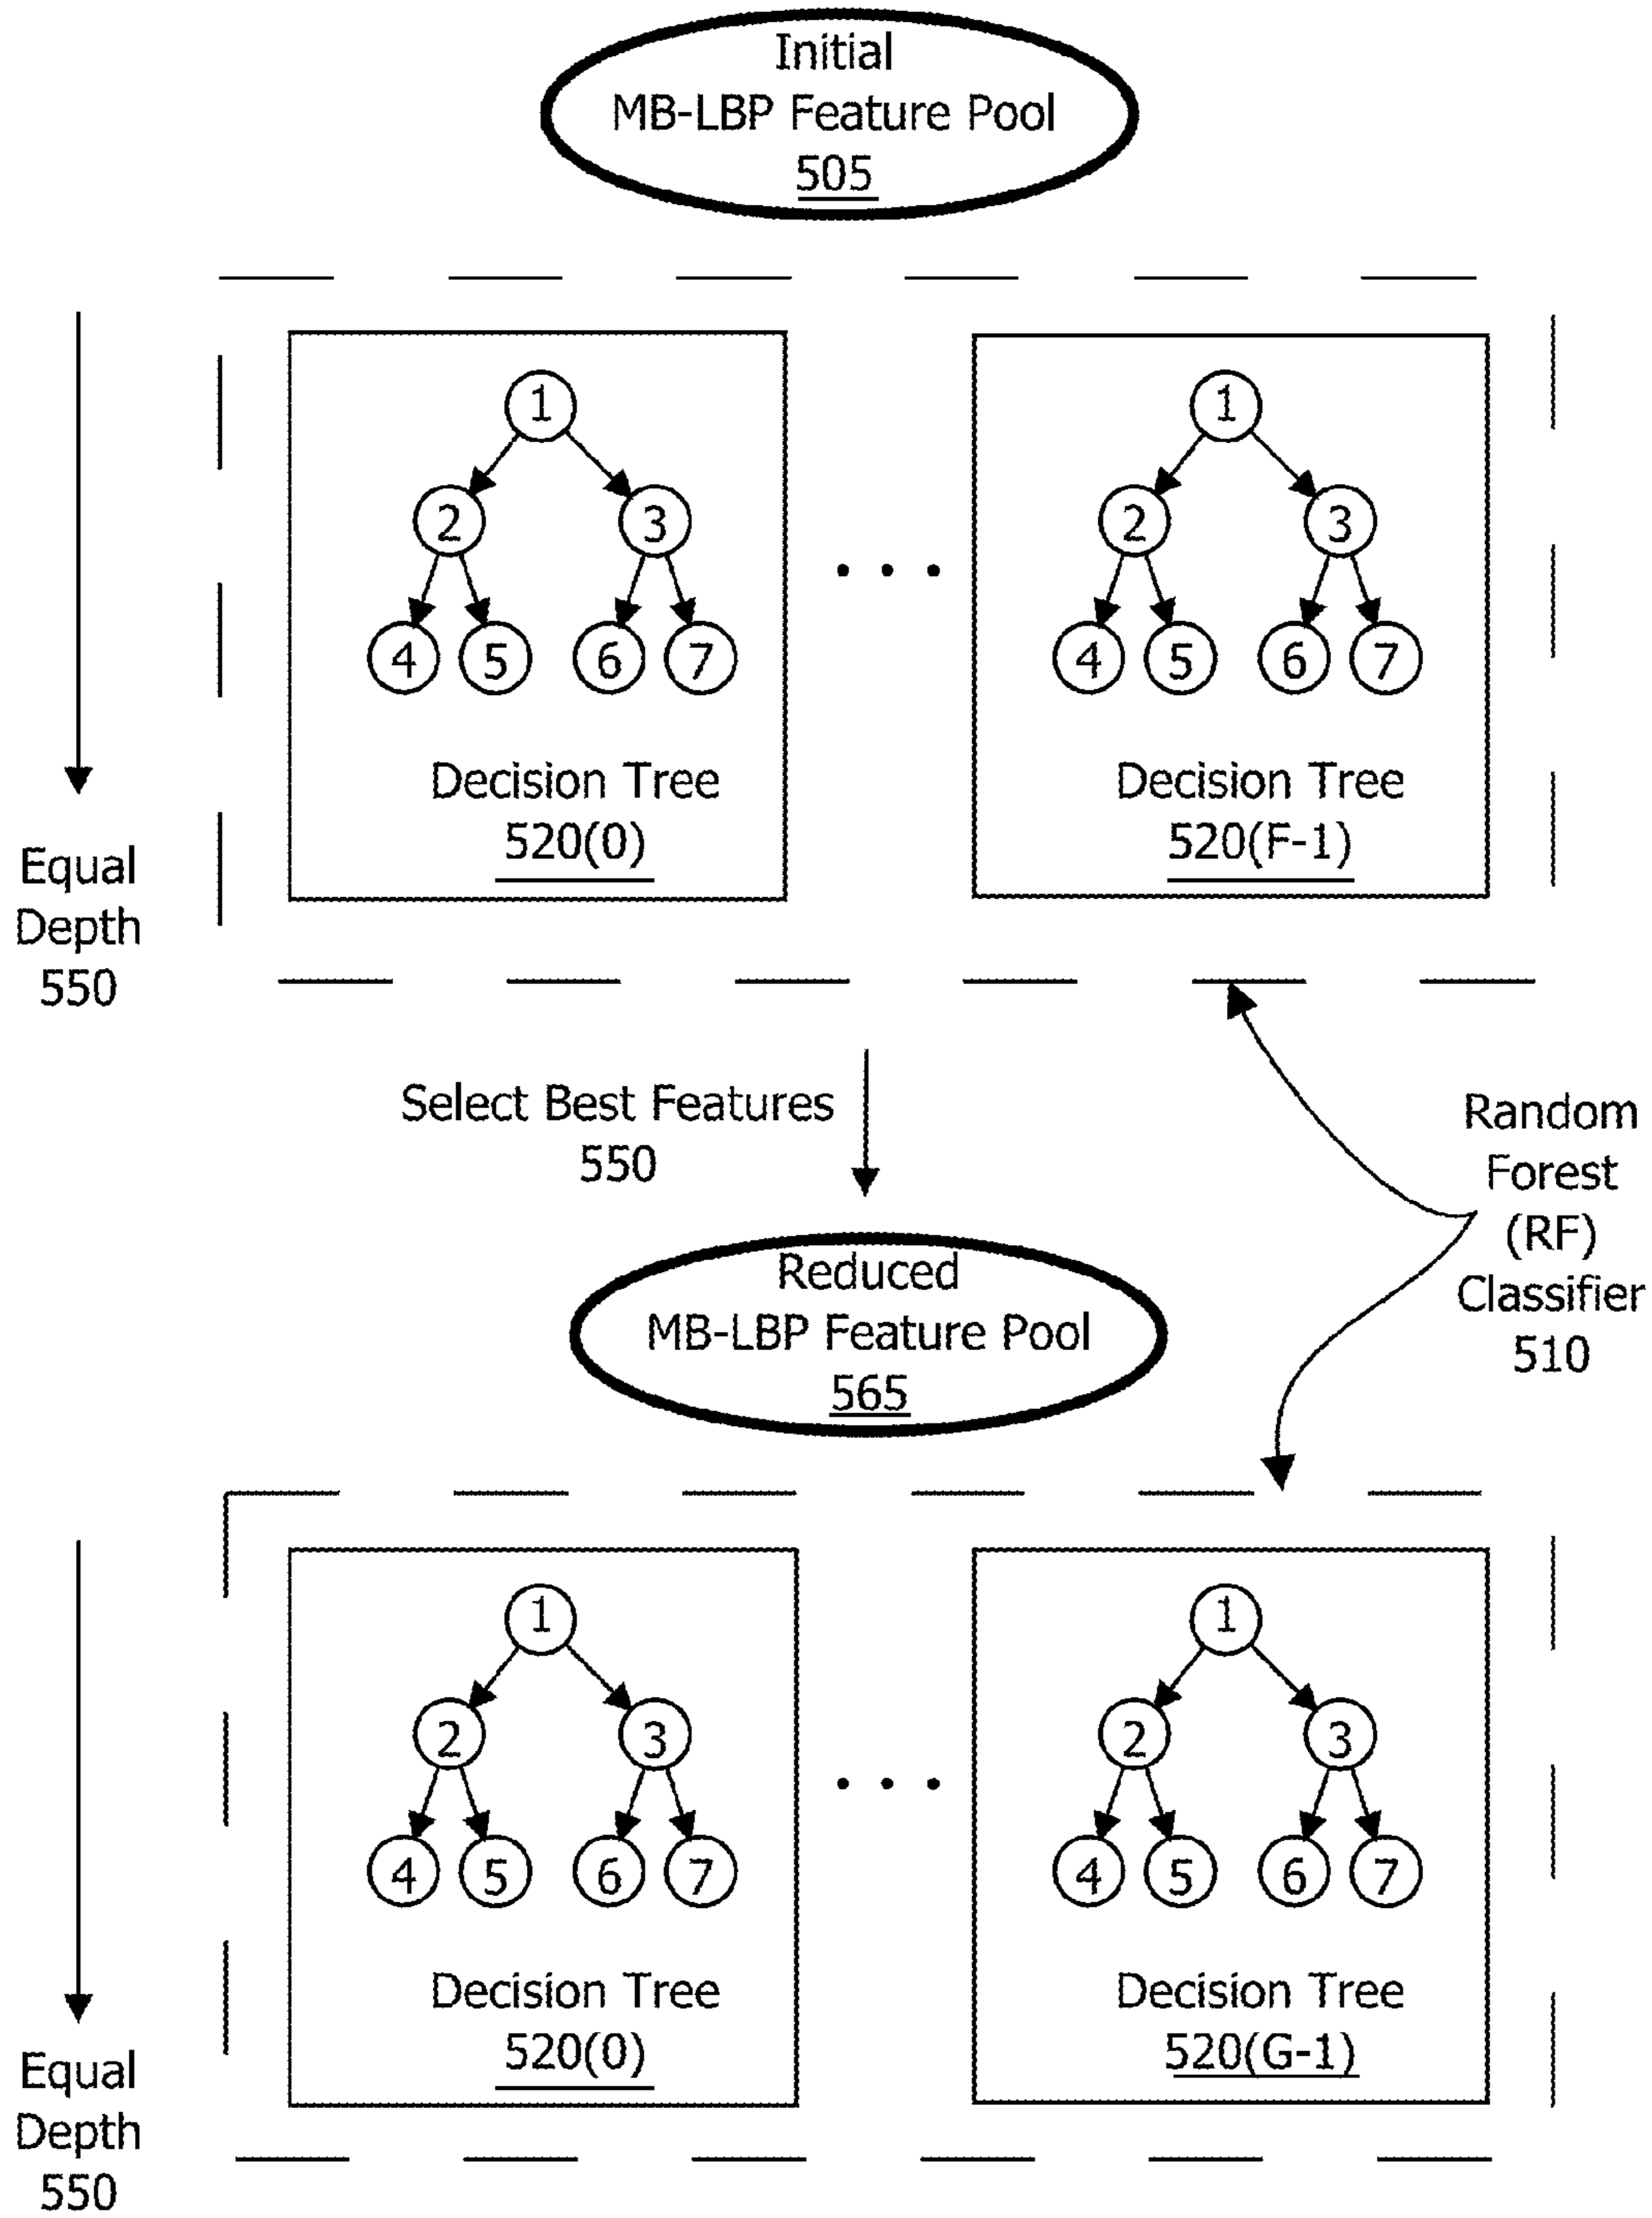 Initial
MB-LBP Feature Pool
505
1
1
2
3
2
3
4
5
6
7
4
5
6
7
Decision Tree
520(0)
Decision Tree
520(F-1)
Equal
Depth
550
Select Best Features
550
Random
Forest
(RF)
Classifier
510
Reduced
MB-LBP Feature Pool
565
1
1
2
3
2
3
4
5
6
7
4
5
6
7
Decision Tree
520(0)
Decision Tree
520(G-1)
Equal
Depth
550